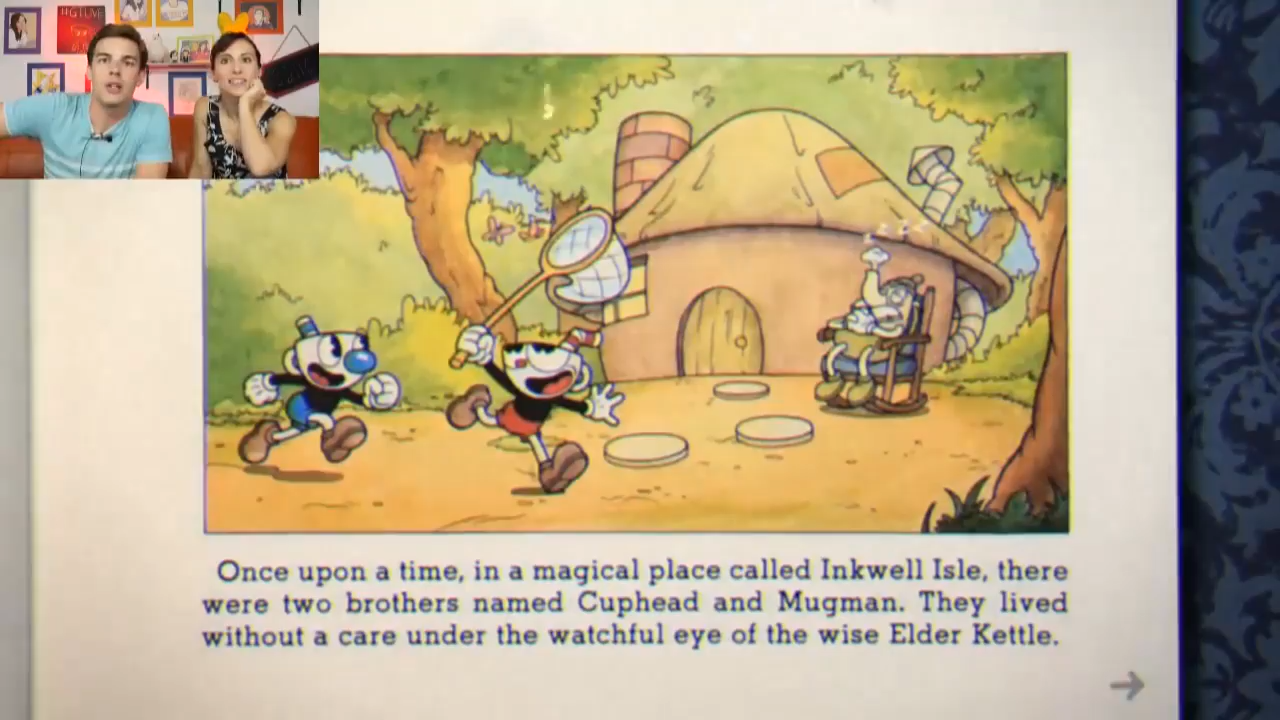 #GTLIVE
Once upon a time, in a magical place called Inkwell Isle, there
were two brothers named Cuphead and Mugman. They lived
without a care under the watchful eye of the wise Elder Kettle.